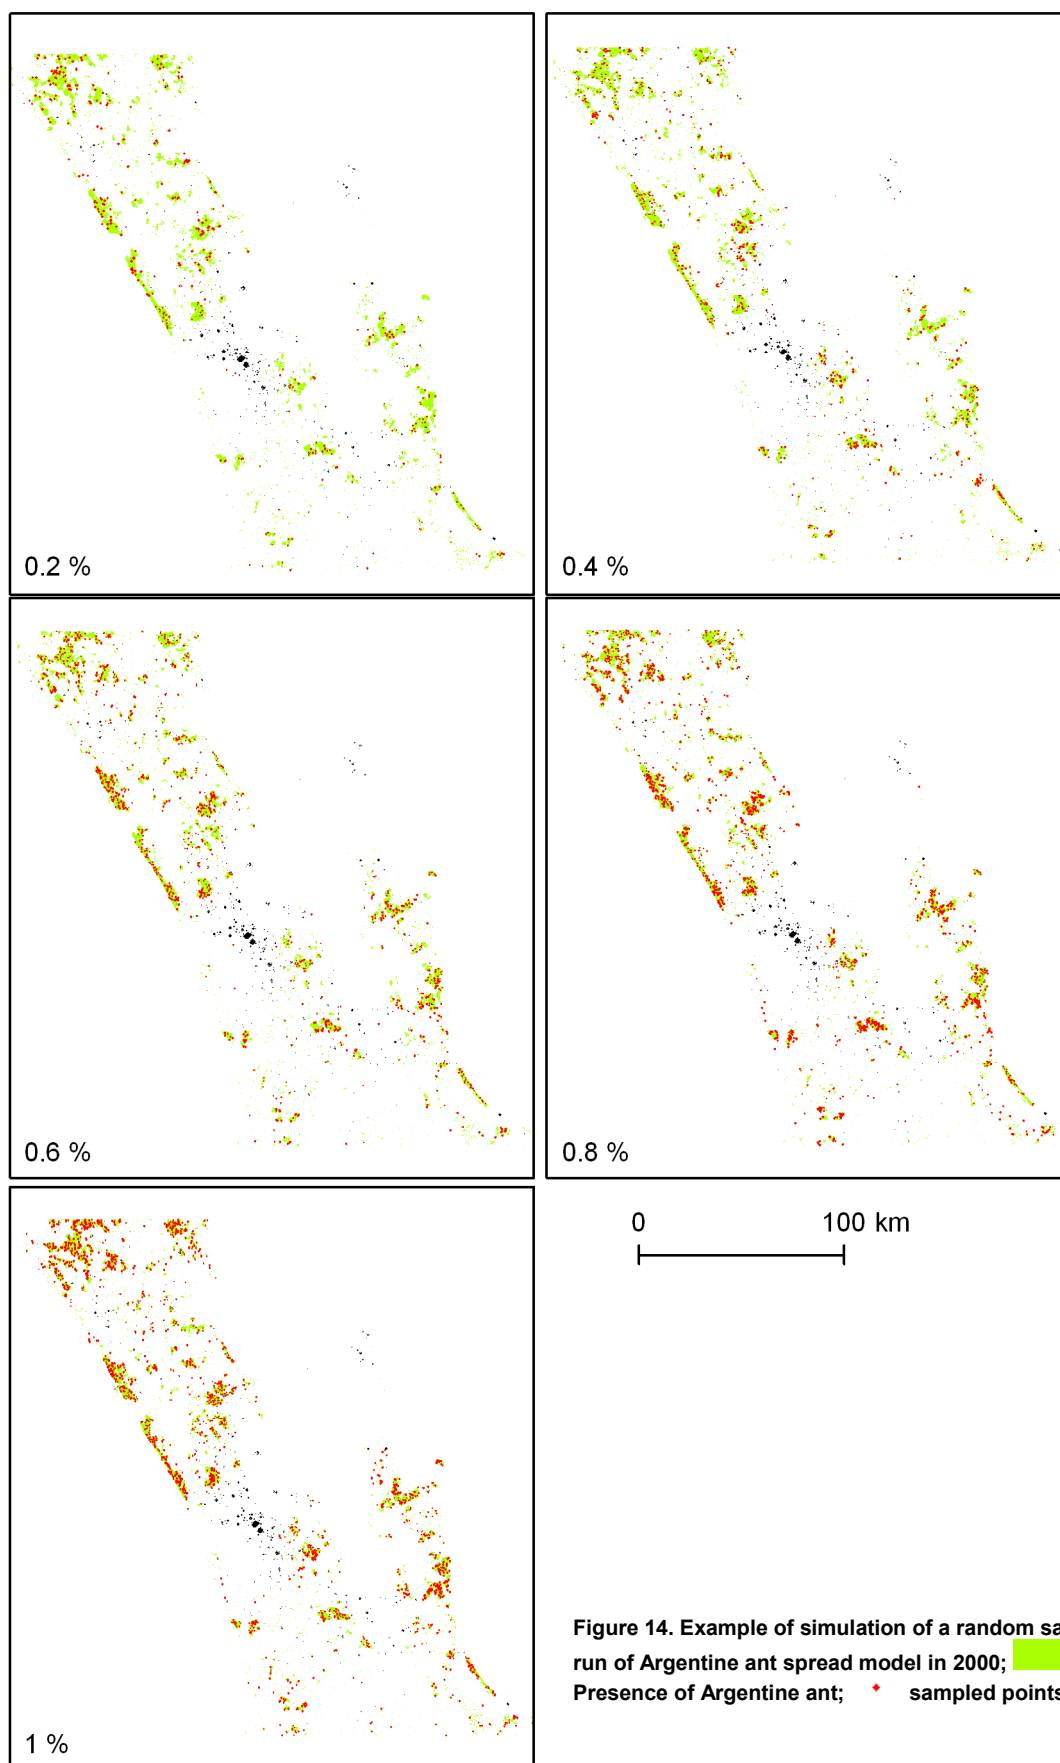 0.2 %
0.4 %
0.6 %
0.8 %
0 100 km
1 %
Figure 14. Example of simulation of a random
run of Argentine ant spread model in 2000;
Presence of Argentine ant; sampled points